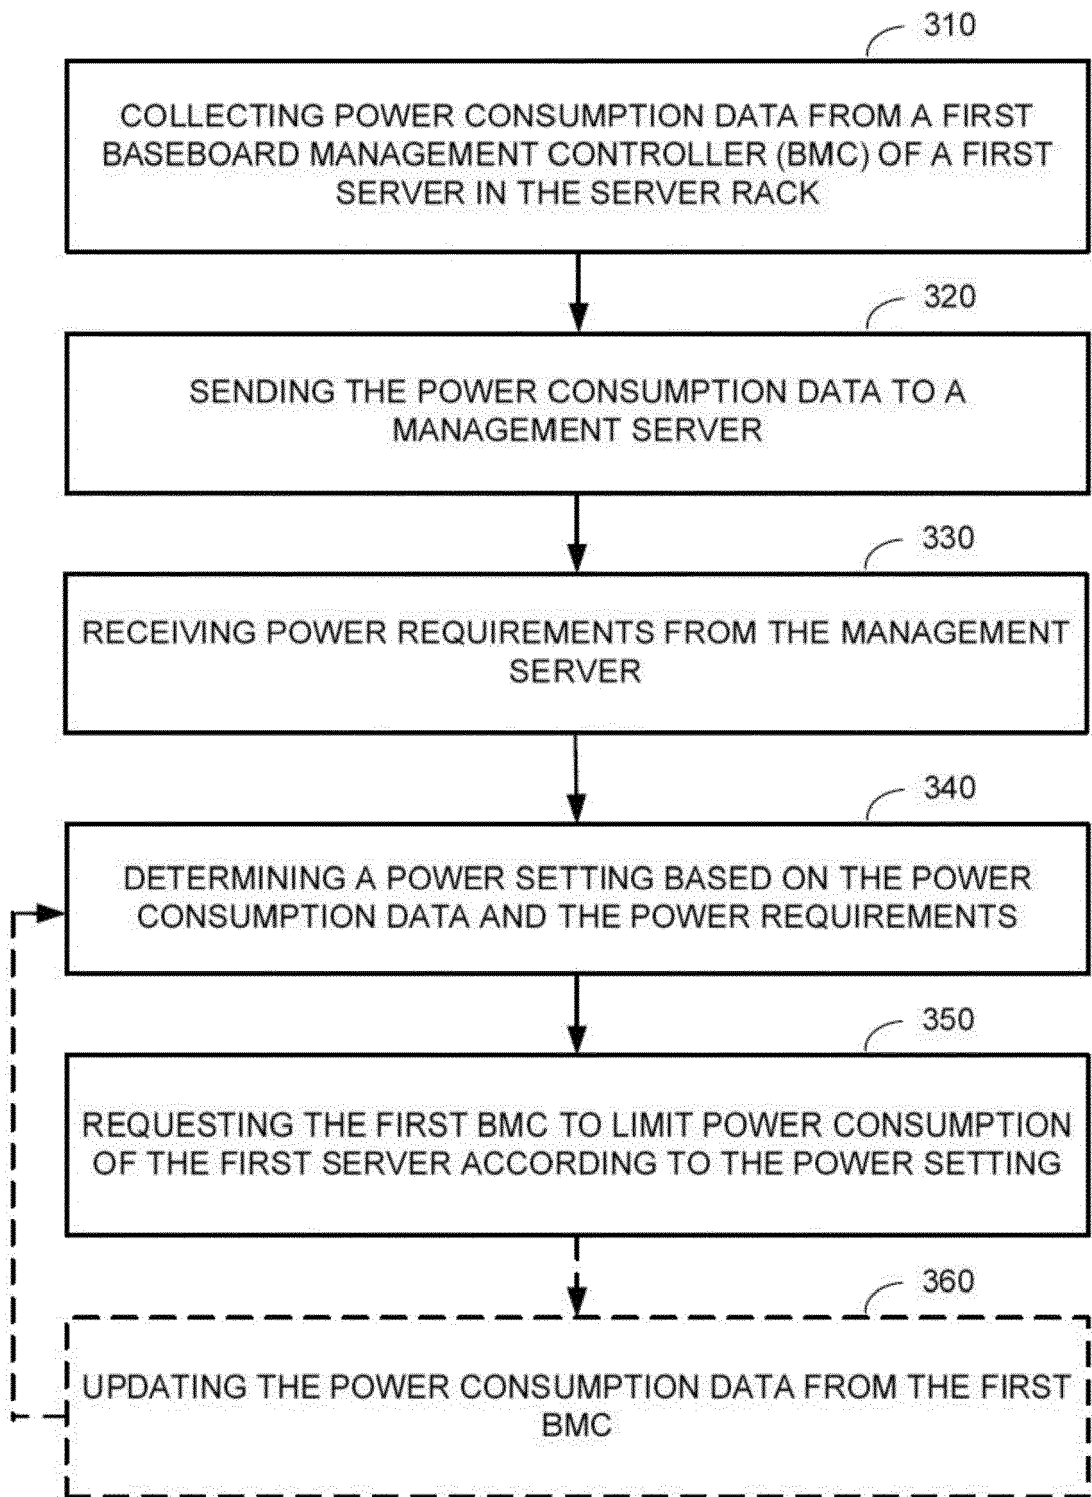 310
COLLECTING POWER CONSUMPTION DATA FROM A FIRST
BASEBOARD MANAGEMENT CONTROLLER (BMC) OF A FIRST
SERVER IN THE SERVER RACK
320
SENDING THE POWER CONSUMPTION DATA TO A
MANAGEMENT SERVER
330
RECEIVING POWER REQUIREMENTS FROM THE MANAGEMENT
SERVER
340
DETERMINING A POWER SETTING BASED ON THE POWER
CONSUMPTION DATA AND THE POWER REQUIREMENTS
350
REQUESTING THE FIRST BMC TO LIMIT POWER CONSUMPTION
OF THE FIRST SERVER ACCORDING TO THE POWER SETTING
360
UPDATING THE POWER CONSUMPTION DATA FROM THE FIRST
BMC